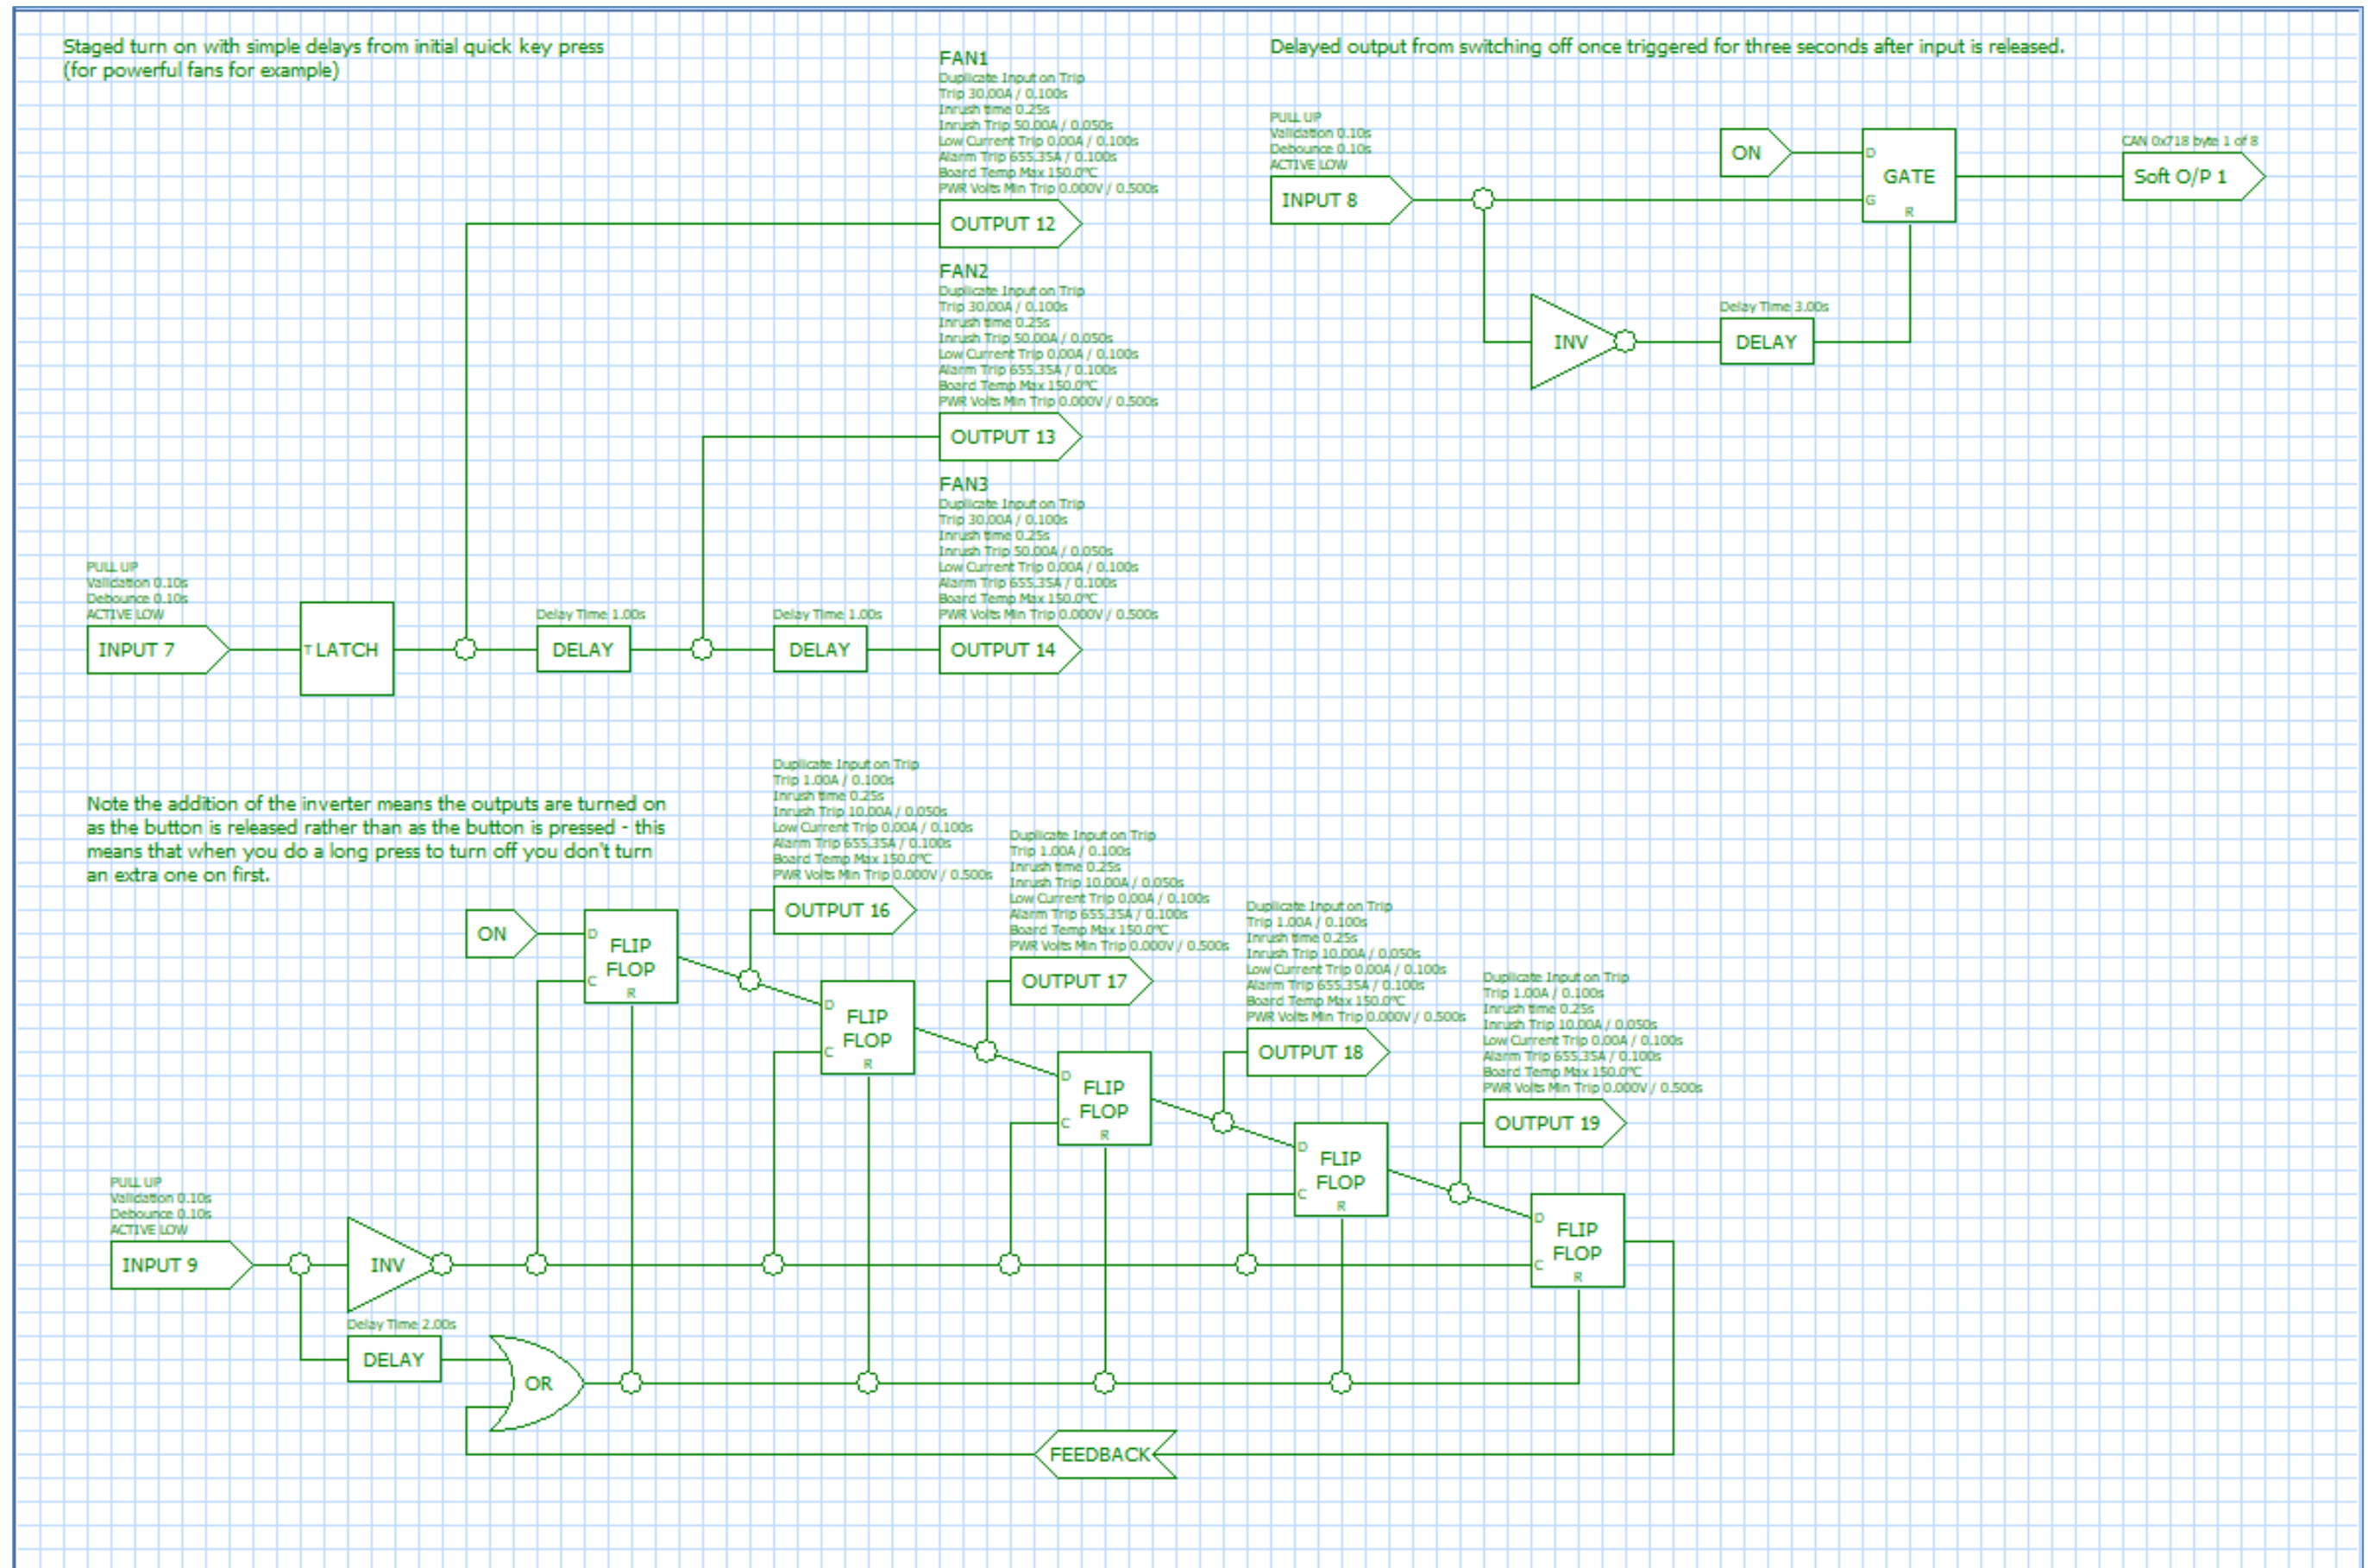 Staged turn on with simple delays from initial quick key press
(for powerful fans for example)
FAN1
Duplicate Input on Trip
Trip 30.00A / 0.100s
Inrush time 0.25s
Inrush Trip 50.00A / 0.050s
Low Current Trip 0.00A / 0.100s
Alarm Trip 655.35A / 0.100s
Board Temp Max 150.0°C
PWR Volts Min Trip 0.000V / 0.500s
OUTPUT 12
FAN2
Duplicate Input on Trip
Trip 30.00A / 0.100s
Inrush time 0.25s
Inrush Trip 50.00A / 0.050s
Low Current Trip 0.00A / 0.100s
Alarm Trip 655.35A / 0.100s
Board Temp Max 150.0°C
PWR Volts Min Trip 0.000V / 0.500s
OUTPUT 13
FAN3
Duplicate Input on Trip
Trip 30.00A / 0.100s
Inrush time 0.25s
Inrush Trip 50.00A / 0.050s
Low Current Trip 0.00A / 0.100s
Alarm Trip 655.35A / 0.100s
Board Temp Max 150.0°C
PWR Volts Min Trip 0.000V / 0.500s
OUTPUT 14
PULL UP
Validation 0.10s
Debounce 0.10s
ACTIVE LOW
INPUT 7
T LATCH
Delay Time 1.00s
DELAY
Delay Time 1.00s
DELAY
Delayed output from switching off once triggered for three seconds after input is released.
PULL UP
Validation 0.10s
Debounce 0.10s
ACTIVE LOW
INPUT 8
ON
D
GATE
G
R
CAN 0x718 byte 1 of 8
Soft O/P 1
INV
Delay Time 3.00s
DELAY
Note the addition of the inverter means the outputs are turned on
as the button is released rather than as the button is pressed - this
means that when you do a long press to turn off you don't turn
an extra one on first.
Duplicate Input on Trip
Trip 1.00A / 0.100s
Inrush time 0.25s
Inrush Trip 10.00A / 0.050s
Low Current Trip 0.00A / 0.100s
Alarm Trip 655.35A / 0.100s
Board Temp Max 150.0°C
PWR Volts Min Trip 0.000V / 0.500s
OUTPUT 16
Duplicate Input on Trip
Trip 1.00A / 0.100s
Inrush time 0.25s
Inrush Trip 10.00A / 0.050s
Low Current Trip 0.00A / 0.100s
Alarm Trip 655.35A / 0.100s
Board Temp Max 150.0°C
PWR Volts Min Trip 0.000V / 0.500s
OUTPUT 17
Duplicate Input on Trip
Trip 1.00A / 0.100s
Inrush time 0.25s
Inrush Trip 10.00A / 0.050s
Low Current Trip 0.00A / 0.100s
Alarm Trip 655.35A / 0.100s
Board Temp Max 150.0°C
PWR Volts Min Trip 0.000V / 0.500s
OUTPUT 18
Duplicate Input on Trip
Trip 1.00A / 0.100s
Inrush time 0.25s
Inrush Trip 10.00A / 0.050s
Low Current Trip 0.00A / 0.100s
Alarm Trip 655.35A / 0.100s
Board Temp Max 150.0°C
PWR Volts Min Trip 0.000V / 0.500s
OUTPUT 19
ON
D
FLIP
FLOP
C
R
D
FLIP
FLOP
C
R
D
FLIP
FLOP
C
R
D
FLIP
FLOP
C
R
D
FLIP
FLOP
C
R
PULL UP
Validation 0.10s
Debounce 0.10s
ACTIVE LOW
INPUT 9
INV
Delay Time 2.00s
DELAY
OR
FEEDBACK